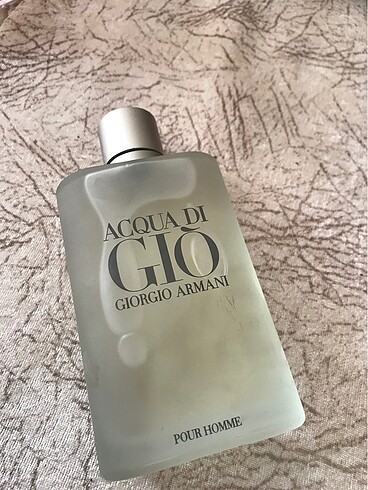 ACQUA DI
GIÒ
GIORGIO ARMANI
POUR HOMME